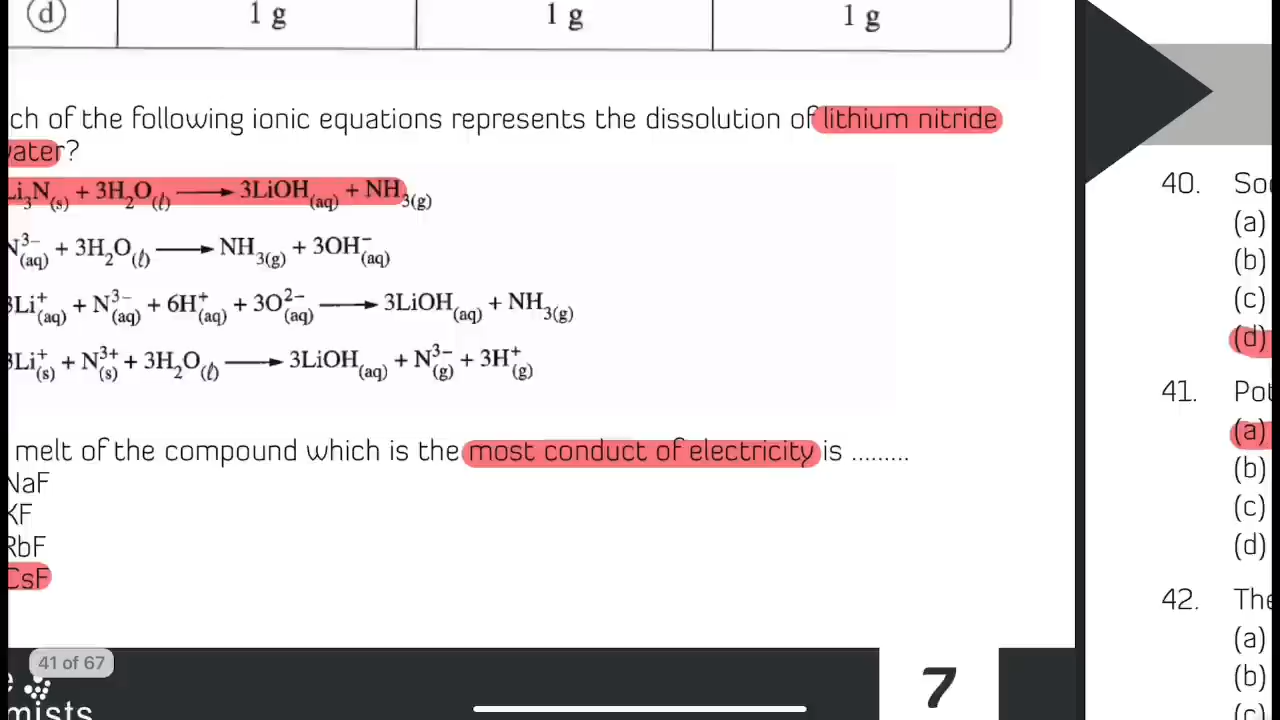 d 1 g 1 g 1 g
ch of the following ionic equations represents the dissolution of lithium nitride
water?
Li₃N(s) + 3H₂O(ℓ) ⟶ 3LiOH(aq) + NH₃(g)
N³⁻(aq) + 3H₂O(ℓ) ⟶ NH₃(g) + 3OH⁻(aq)
3Li⁺(aq) + N³⁻(aq) + 6H⁺(aq) + 3O²⁻(aq) ⟶ 3LiOH(aq) + NH₃(g)
3Li⁺(s) + N³⁺(s) + 3H₂O(ℓ) ⟶ 3LiOH(aq) + N³⁻(g) + 3H⁺(g)
melt of the compound which is the most conduct of electricity is .........
NaF
KF
RbF
CsF
41 of 67
e
mists
7
40. So
(a)
(b)
(c)
(d)
41. Pot
(a)
(b)
(c)
(d)
42. The
(a)
(b)
(c)